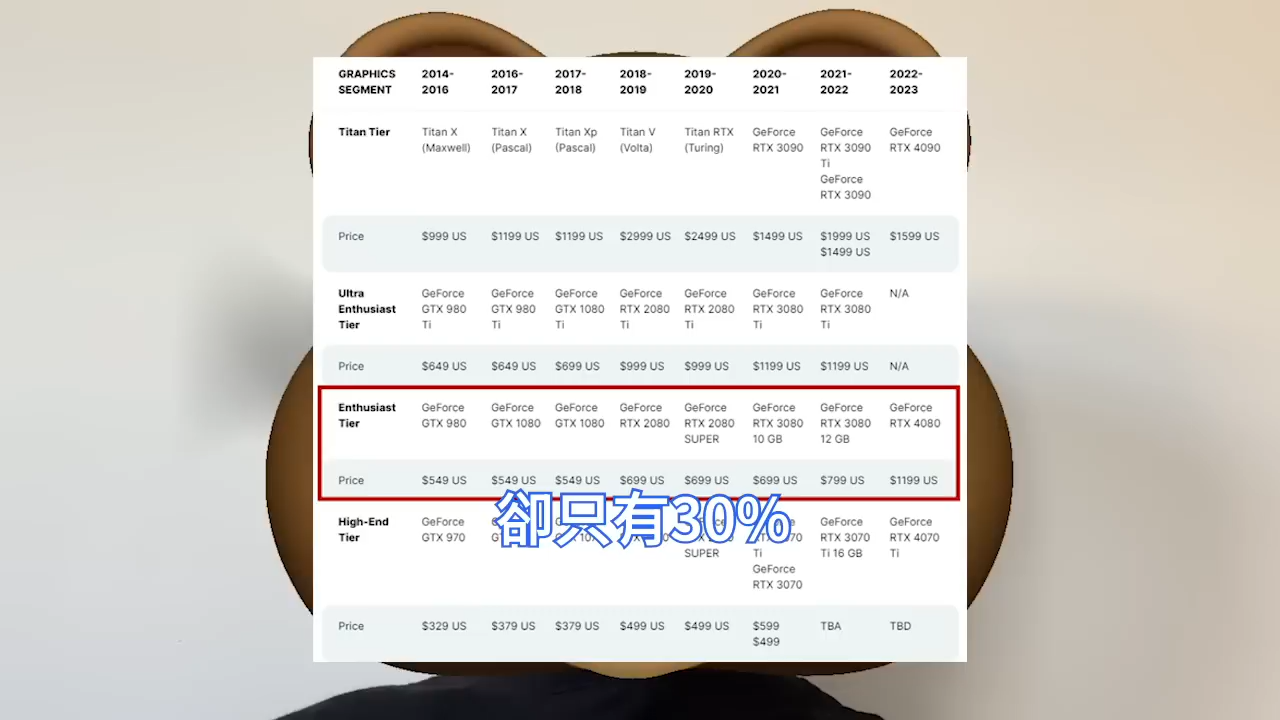 GRAPHICS SEGMENT 2014-2016 2016-2017 2017-2018 2018-2019 2019-2020 2020-2021 2021-2022 2022-2023
Titan Tier Titan X (Maxwell) Titan X (Pascal) Titan Xp (Pascal) Titan V (Volta) Titan RTX (Turing) GeForce RTX 3090 GeForce RTX 3090 Ti GeForce RTX 3090 GeForce RTX 4090
Price $999 US $1199 US $1199 US $2999 US $2499 US $1499 US $1999 US $1499 US $1599 US
Ultra Enthusiast Tier GeForce GTX 980 Ti GeForce GTX 980 Ti GeForce GTX 1080 Ti GeForce RTX 2080 Ti GeForce RTX 2080 Ti GeForce RTX 3080 Ti GeForce RTX 3080 Ti N/A
Price $649 US $649 US $699 US $999 US $999 US $1199 US $1199 US N/A
Enthusiast Tier GeForce GTX 980 GeForce GTX 1080 GeForce GTX 1080 GeForce RTX 2080 GeForce RTX 2080 SUPER GeForce RTX 3080 10 GB GeForce RTX 3080 12 GB GeForce RTX 4080
Price $549 US $549 US $549 US $699 US $699 US $699 US $799 US $1199 US
卻只有30%
High-End Tier GeForce GTX 970 SUPER Ti GeForce RTX 3070 GeForce RTX 3070 Ti 16 GB GeForce RTX 4070 Ti
Price $329 US $379 US $379 US $499 US $499 US $599 $499 TBA TBD